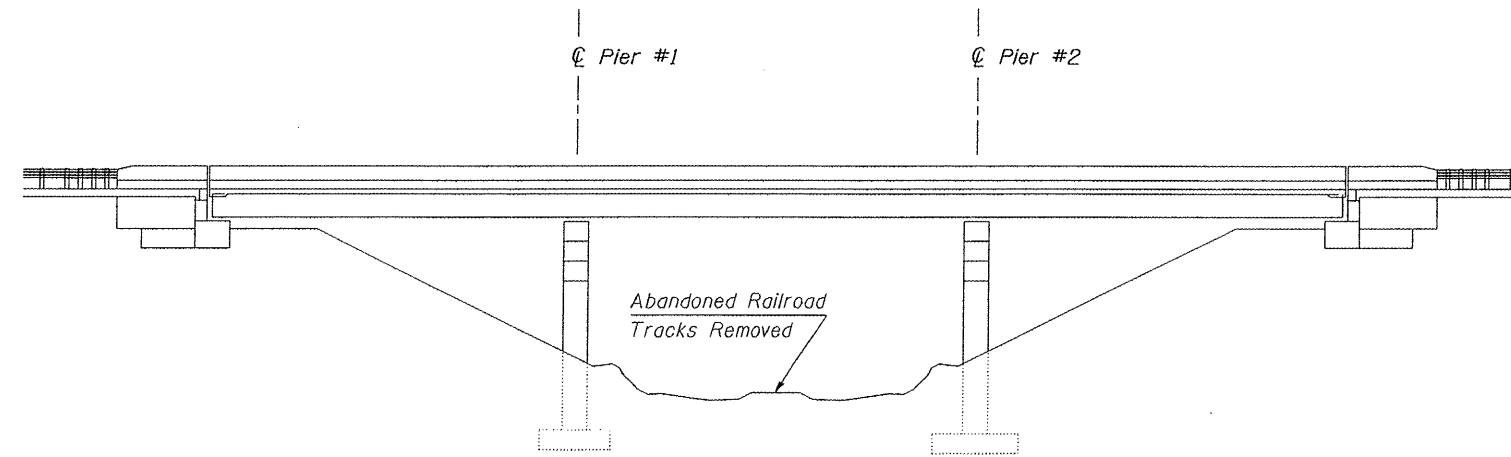 ℄ Pier #1
℄ Pier #2
Abandoned Railroad
Tracks Removed